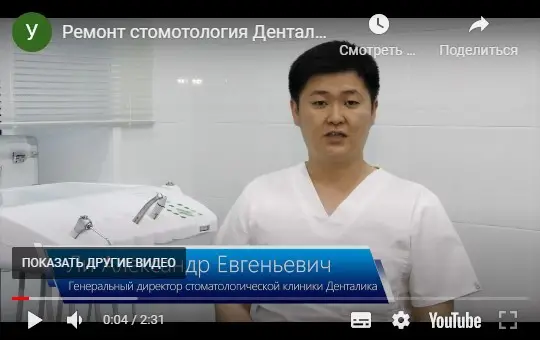 У
Ремонт стомотология Дентал...
Смотреть ...
Поделиться
ПОКАЗАТЬ ДРУГИЕ ВИДЕО
Ли Александр Евгеньевич
Генеральный директор стоматологической клиники Денталика
0:04 / 2:31
YouTube